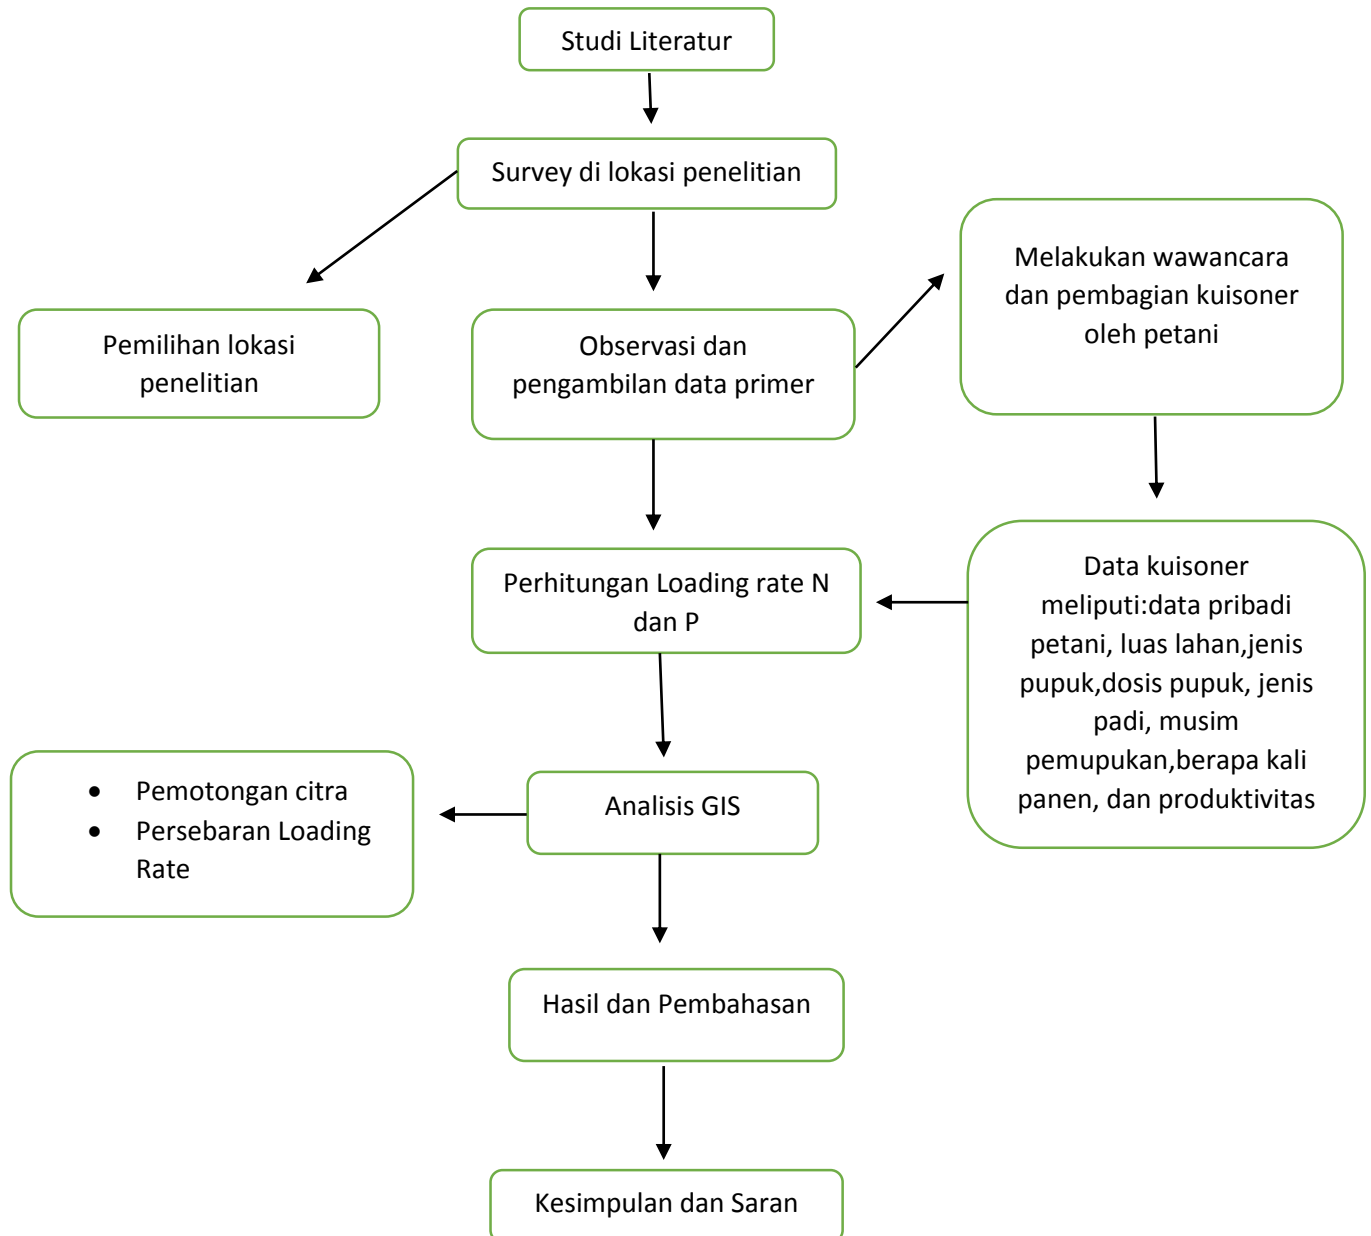 Studi Literatur
Survey di lokasi penelitian
Melakukan wawancara
dan pembagian kuisoner
oleh petani
Pemilihan lokasi
penelitian
Observasi dan
pengambilan data primer
Perhitungan Loading rate N
dan P
Data kuisoner
meliputi:data pribadi
petani, luas lahan,jenis
pupuk,dosis pupuk, jenis
padi, musim
pemupukan,berapa kali
panen, dan produktivitas
• Pemotongan citra
• Persebaran Loading
Rate
Analisis GIS
Hasil dan Pembahasan
Kesimpulan dan Saran